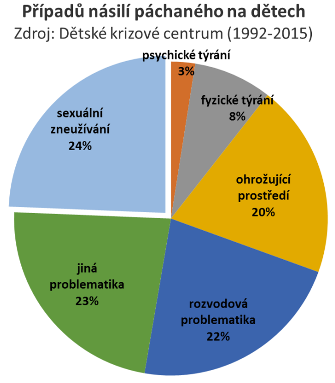 Případů násilí páchaného na dětech
Zdroj: Dětské krizové centrum (1992-2015)
psychické týrání
3%
fyzické týrání
8%
ohrožující
prostředí
20%
rozvodová
problematika
22%
jiná
problematika
23%
sexuální
zneužívání
24%